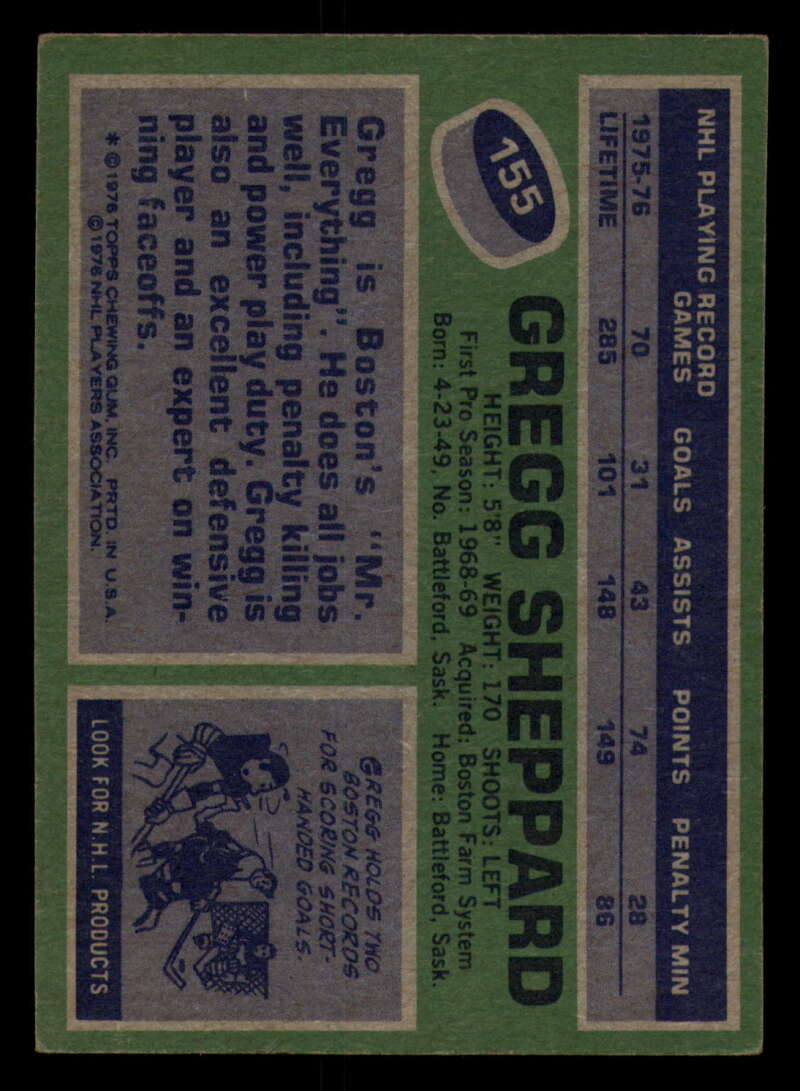 NHL PLAYING RECORD
GAMES GOALS ASSISTS POINTS PENALTY MIN
1975-76 70 31 43 74 28
LIFETIME 285 101 148 149 86
155
GREGG SHEPPARD
HEIGHT: 5'8" WEIGHT: 170 SHOOTS: LEFT
First Pro Season: 1968-69 Acquired: Boston Farm System
Born: 4-23-49, No. Battleford, Sask. Home: Battleford, Sask.
Gregg is Boston's "Mr.
Everything". He does all jobs
well, including penalty killing
and power play duty. Gregg is
also an excellent defensive
player and an expert on win-
ning faceoffs.
* © 1976 TOPPS CHEWING GUM, INC. PRTD. IN U.S.A.
© 1976 NHL PLAYERS ASSOCIATION.
GREGG HOLDS TWO
BOSTON RECORDS
FOR SCORING SHORT-
HANDED GOALS.
LOOK FOR N.H.L. PRODUCTS